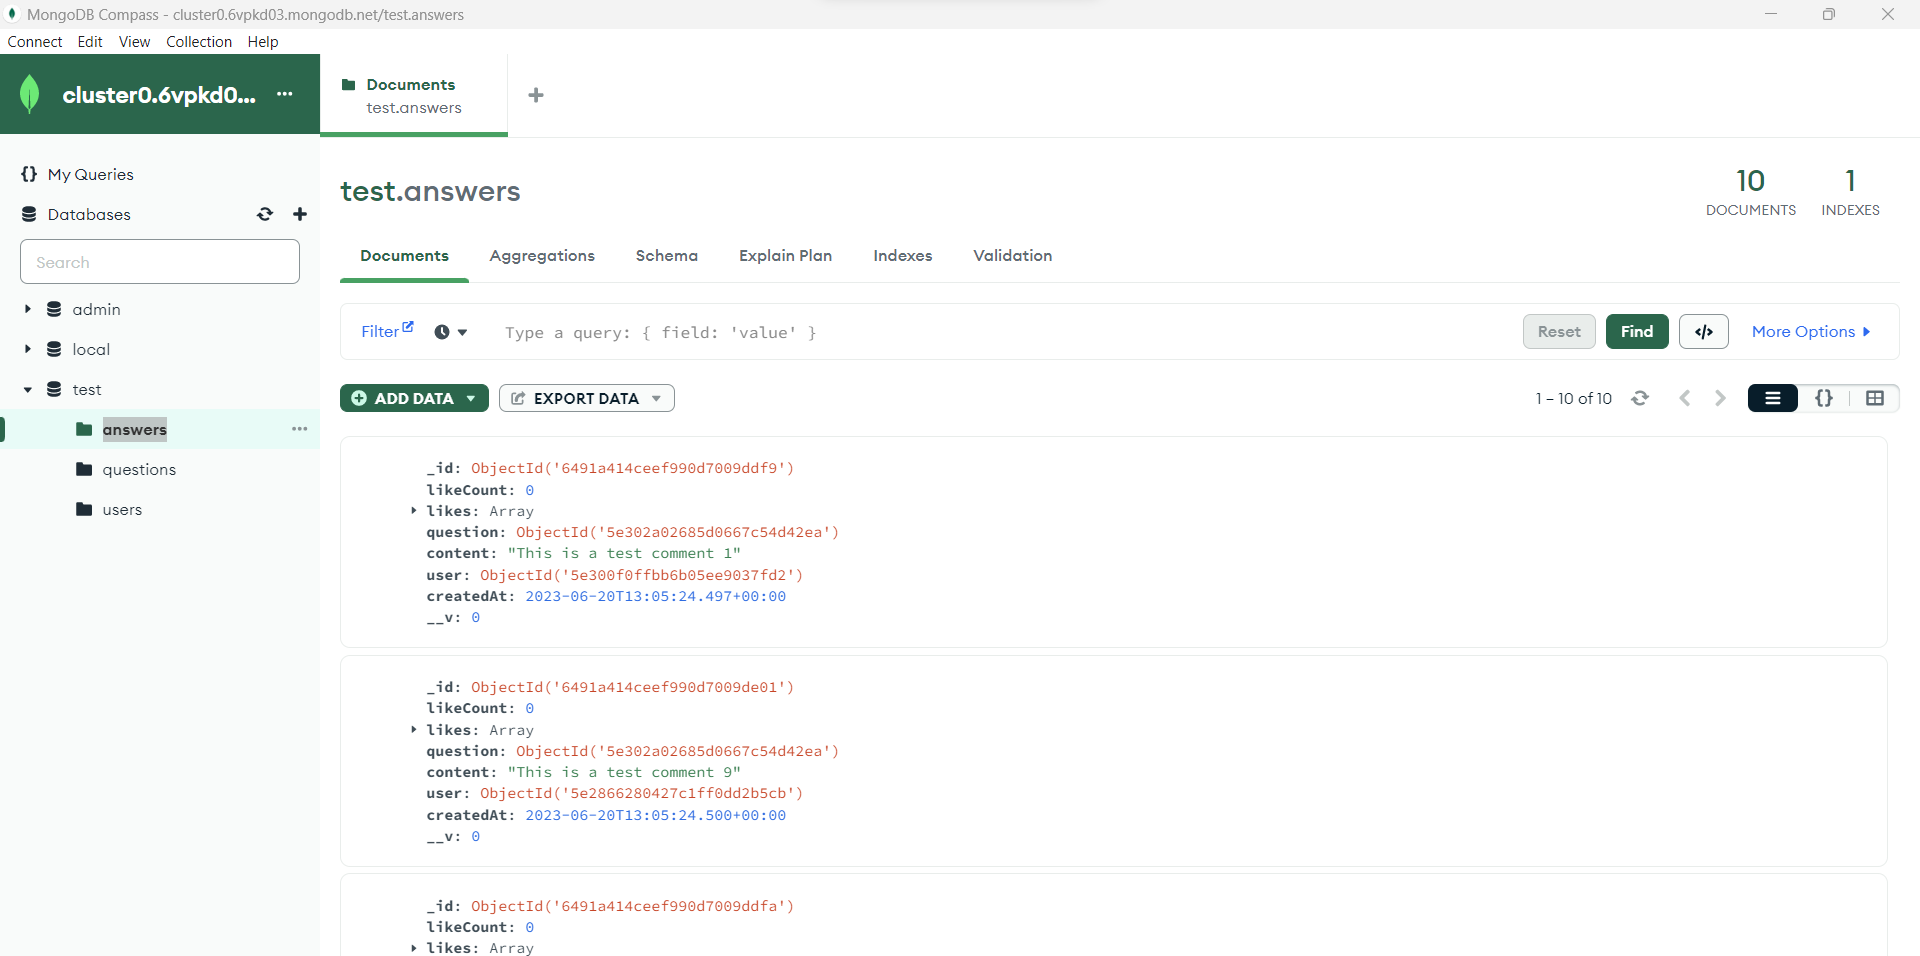 MongoDB Compass - cluster0.6vpkd03.mongodb.net/test.answers
Connect Edit View Collection Help
cluster0.6vpkd0... ...
Documents
test.answers
My Queries
Databases
Search
admin
local
test
answers ...
questions
users
test.answers
10 DOCUMENTS
1 INDEXES
Documents Aggregations Schema Explain Plan Indexes Validation
Filter Type a query: { field: 'value' } Reset Find </> More Options
ADD DATA EXPORT DATA 1 – 10 of 10 {}
_id: ObjectId('6491a414ceef990d7009ddf9')
likeCount: 0
likes: Array
question: ObjectId('5e302a02685d0667c54d42ea')
content: "This is a test comment 1"
user: ObjectId('5e300f0ffbb6b05ee9037fd2')
createdAt: 2023-06-20T13:05:24.497+00:00
__v: 0
_id: ObjectId('6491a414ceef990d7009de01')
likeCount: 0
likes: Array
question: ObjectId('5e302a02685d0667c54d42ea')
content: "This is a test comment 9"
user: ObjectId('5e2866280427c1ff0dd2b5cb')
createdAt: 2023-06-20T13:05:24.500+00:00
__v: 0
_id: ObjectId('6491a414ceef990d7009ddfa')
likeCount: 0
likes: Array